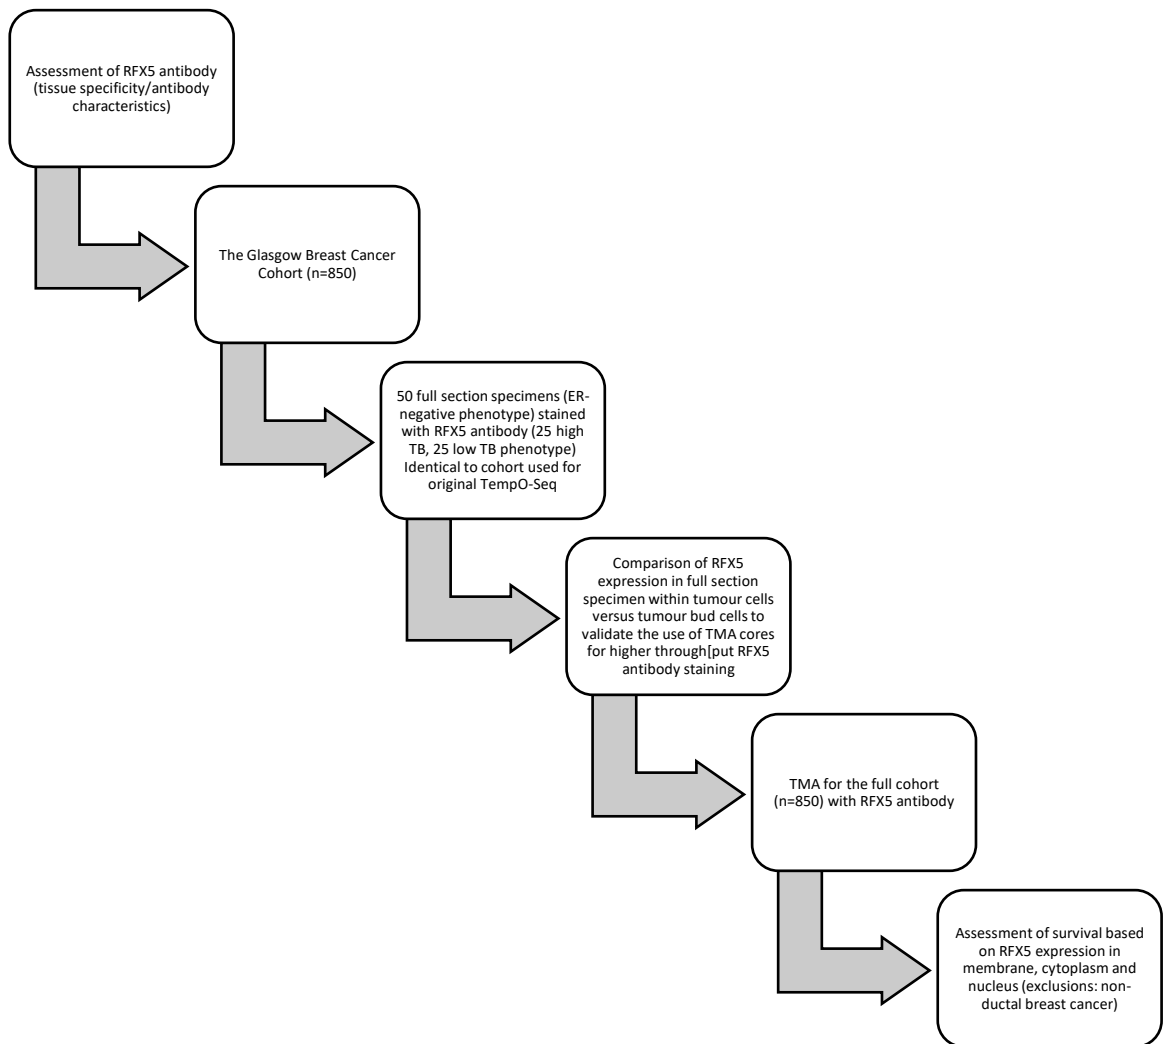 Assessment of RFX5 antibody
(tissue specificity/antibody
characteristics)
The Glasgow Breast Cancer
Cohort (n=850)
50 full section specimens (ER-
negative phenotype) stained
with RFX5 antibody (25 high
TB, 25 low TB phenotype)
Identical to cohort used for
original TempO-Seq
Comparison of RFX5
expression in full section
specimen within tumour cells
versus tumour bud cells to
validate the use of TMA cores
for higher through[put RFX5
antibody staining
TMA for the full cohort
(n=850) with RFX5 antibody
Assessment of survival based
on RFX5 expression in
membrane, cytoplasm and
nucleus (exclusions: non-
ductal breast cancer)